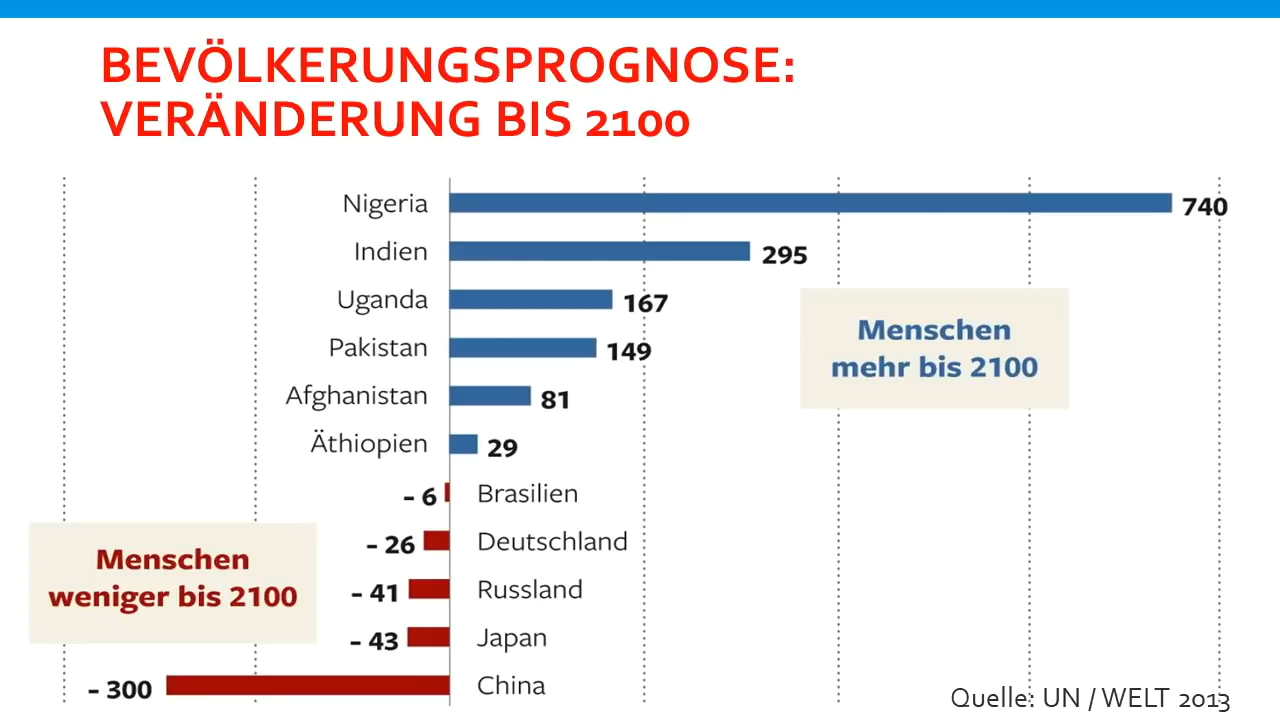 BEVÖLKERUNGSPROGNOSE:
VERÄNDERUNG BIS 2100
Nigeria 740
Indien 295
Uganda 167
Pakistan 149
Afghanistan 81
Äthiopien 29
Menschen
mehr bis 2100
- 6 Brasilien
- 26 Deutschland
- 41 Russland
- 43 Japan
- 300 China
Menschen
weniger bis 2100
Quelle: UN / WELT 2013